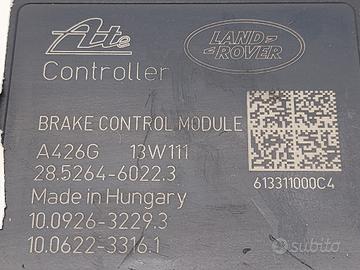 Ate
LAND
ROVER
Controller
BRAKE CONTROL MODULE
A426G 13W111
28.5264-6022.3
613311000C4
Made in Hungary
10.0926-3229.3
10.0622-3316.1
subito